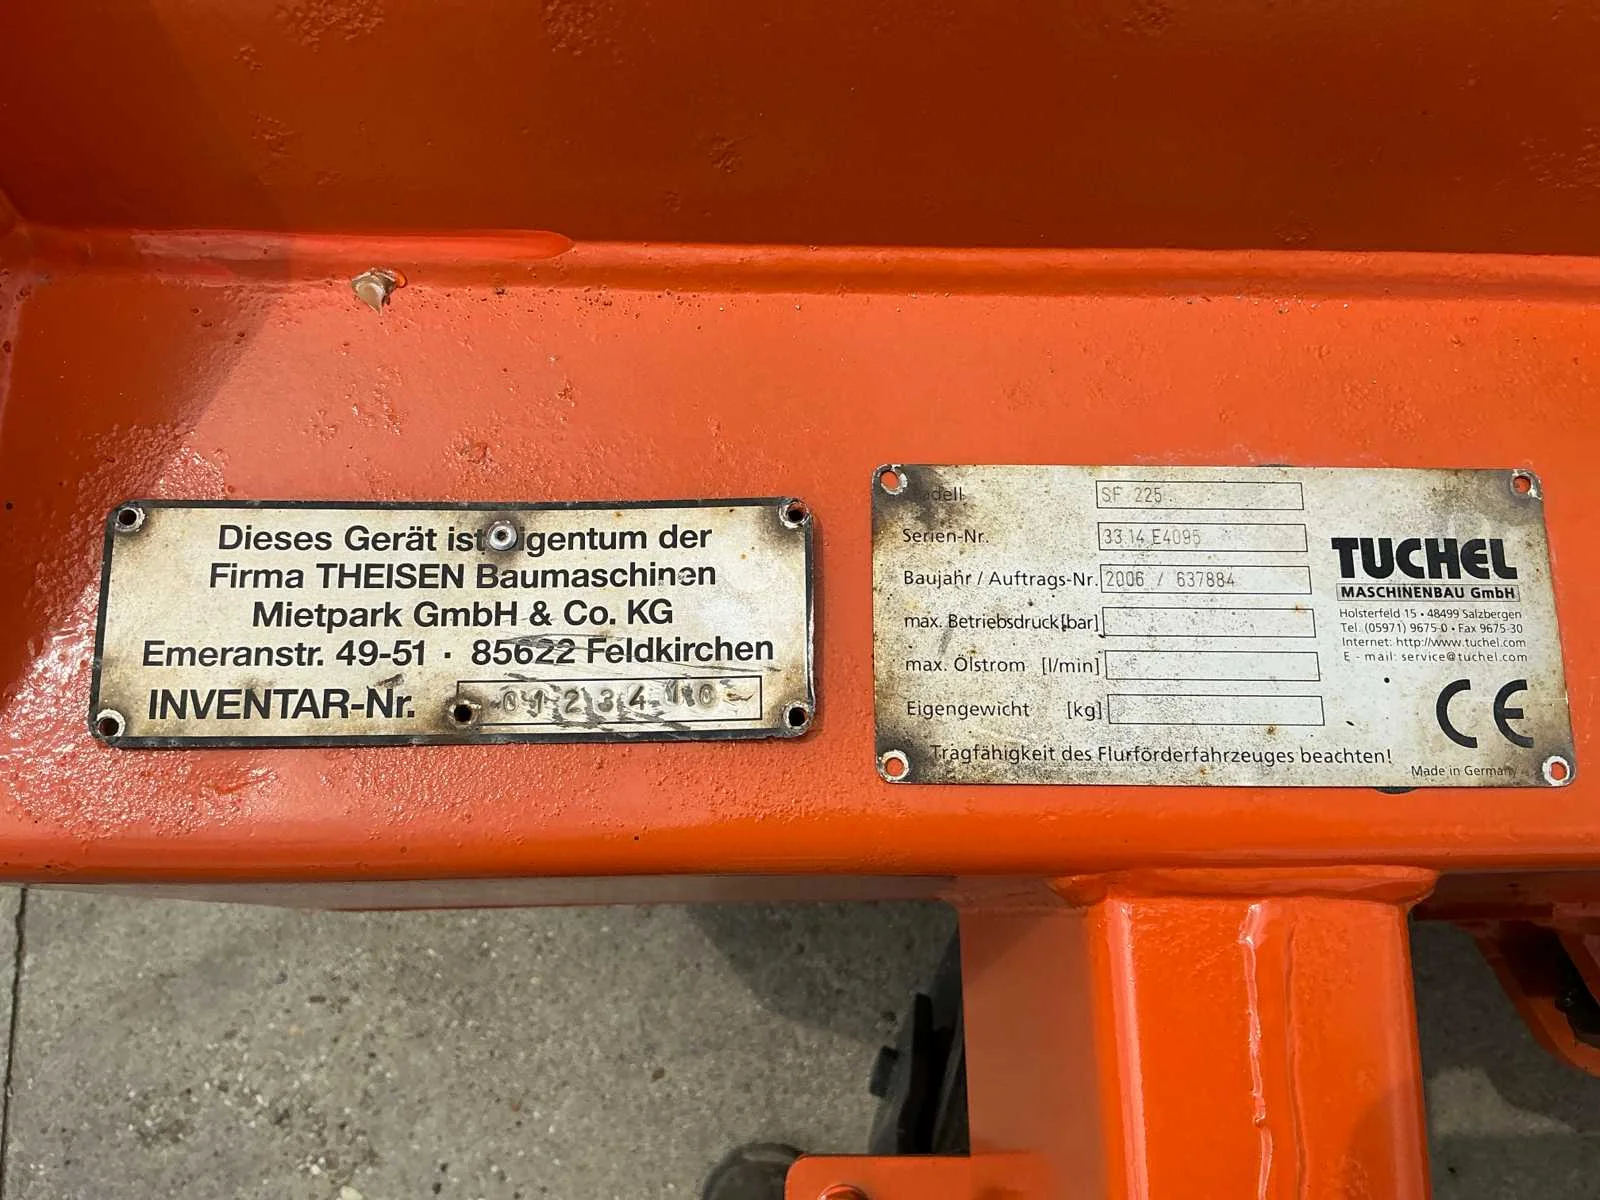 Dieses Gerät ist Eigentum der
Firma THEISEN Baumaschinen
Mietpark GmbH & Co. KG
Emeranstr. 49-51 · 85622 Feldkirchen
INVENTAR-Nr. 0123410
Modell SF 225
Serien-Nr. 33.14 E4095
Baujahr / Auftrags-Nr. 2006 / 637884
max. Betriebsdruck [bar]
max. Ölstrom [l/min]
Eigengewicht [kg]
Tragfähigkeit des Flurförderfahrzeuges beachten!
TUCHEL
MASCHINENBAU GmbH
Holsterfeld 15 • 48499 Salzbergen
Tel. (05971) 9675-0 • Fax 9675-30
Internet: http://www.tuchel.com
E - mail: service@tuchel.com
CE
Made in Germany